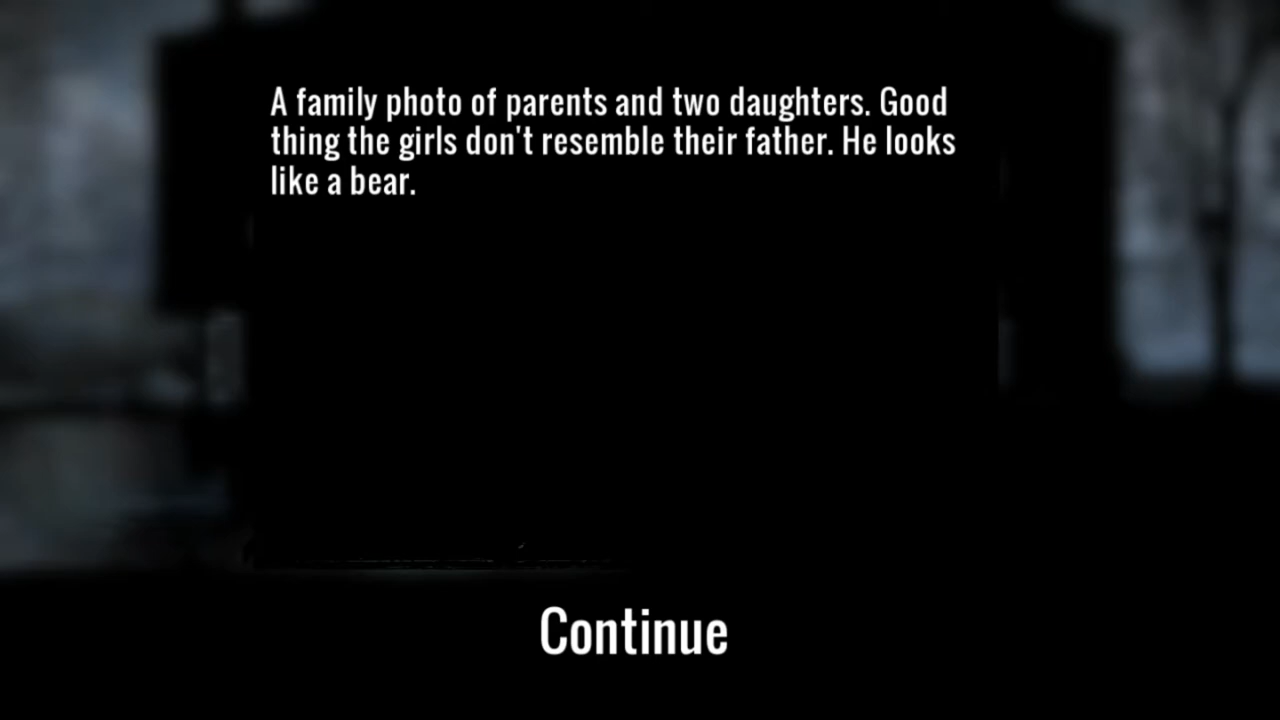 A family photo of parents and two daughters. Good
thing the girls don't resemble their father. He looks
like a bear.
Continue